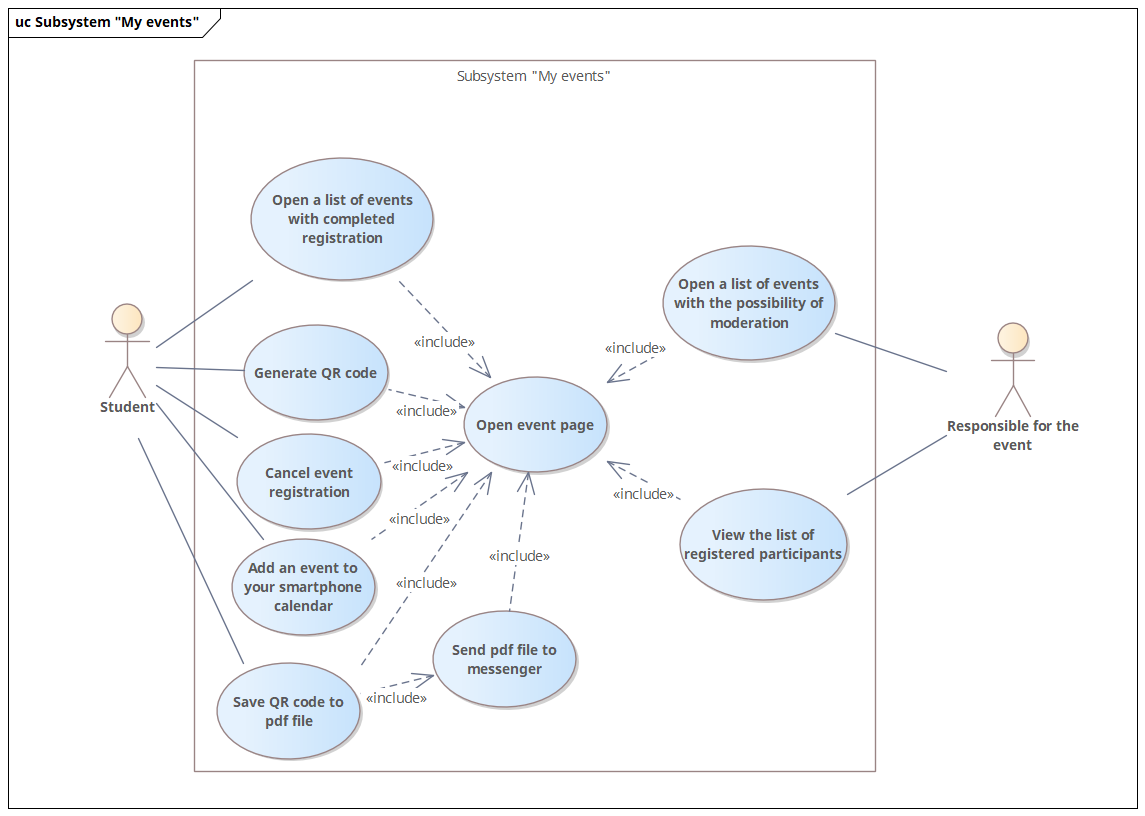 uc Subsystem "My events"
Subsystem "My events"
Open a list of events
with completed
registration
Open a list of events
with the possibility of
moderation
«include»
«include»
Generate QR code
Student
«include»
Open event page
Responsible for the
event
Cancel event
registration
«include»
«include»
«include»
View the list of
registered participants
«include»
Add an event to
your smartphone
calendar
«include»
Send pdf file to
messenger
Save QR code to
pdf file
«include»